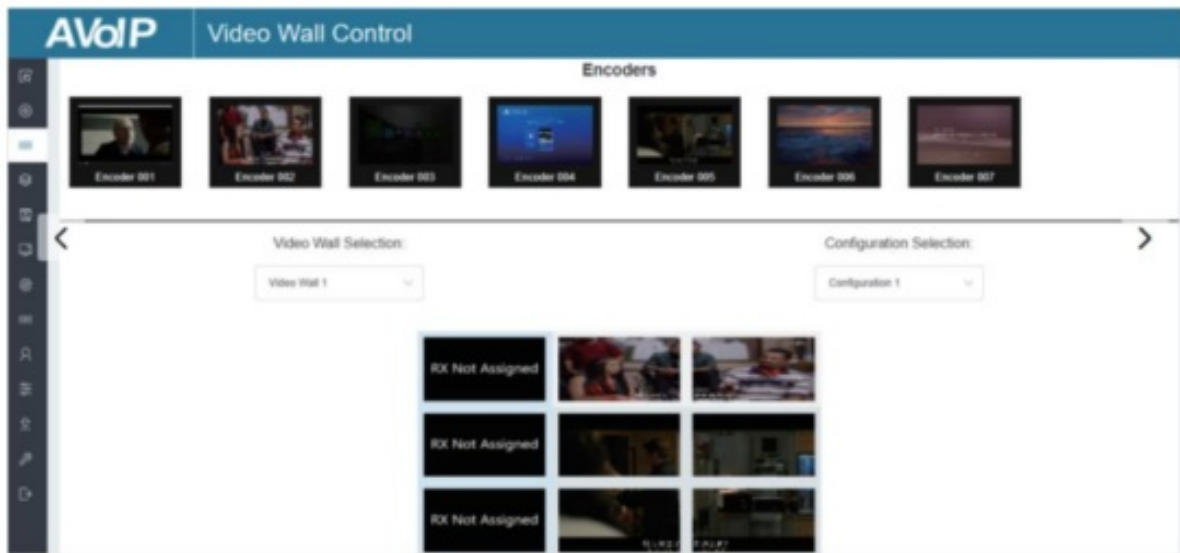 AVoIP
Video Wall Control
Encoders
Encoder 001
Encoder 002
Encoder 003
Encoder 004
Encoder 005
Encoder 006
Encoder 007
Video Wall Selection:
Configuration Selection:
Video Wall 1
Configuration 1
RX Not Assigned
RX Not Assigned
RX Not Assigned